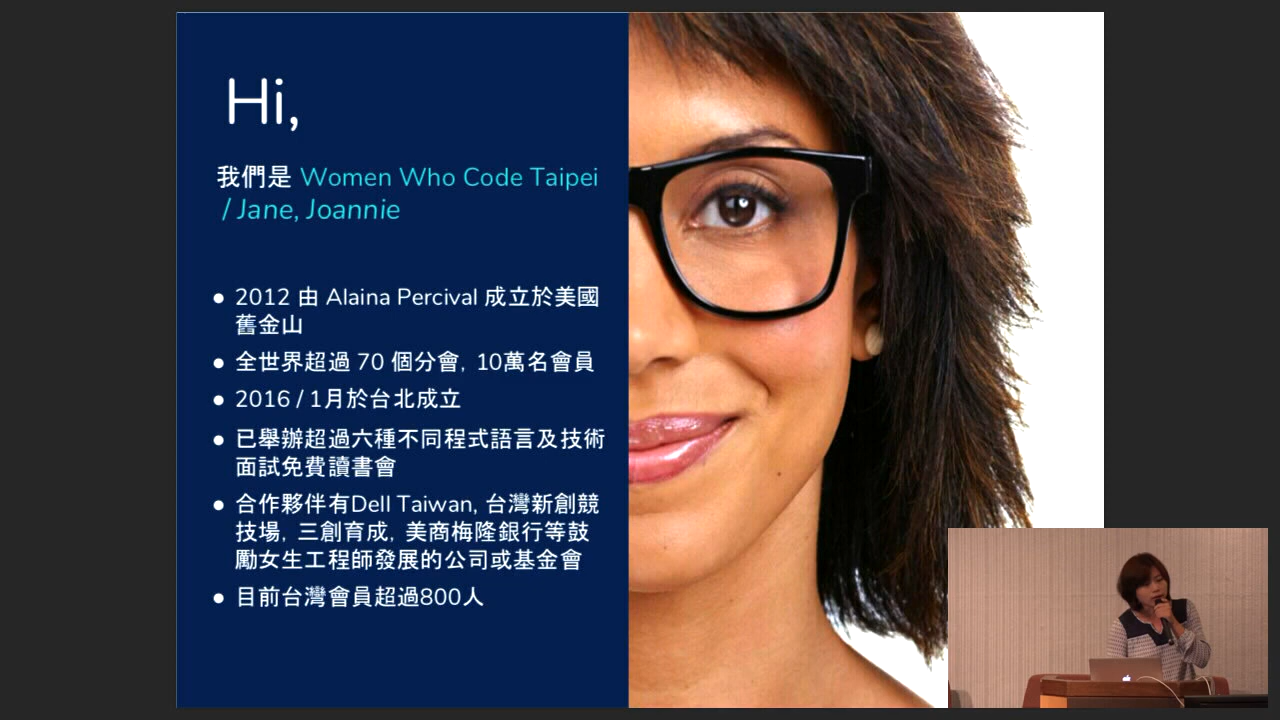 Hi,
我們是 Women Who Code Taipei
/ Jane, Joannie
● 2012 由 Alaina Percival 成立於美國
舊金山
● 全世界超過 70 個分會, 10萬名會員
● 2016 / 1月於台北成立
● 已舉辦超過六種不同程式語言及技術
面試免費讀書會
● 合作夥伴有Dell Taiwan, 台灣新創競
技場, 三創育成, 美商梅隆銀行等鼓
勵女生工程師發展的公司或基金會
● 目前台灣會員超過800人